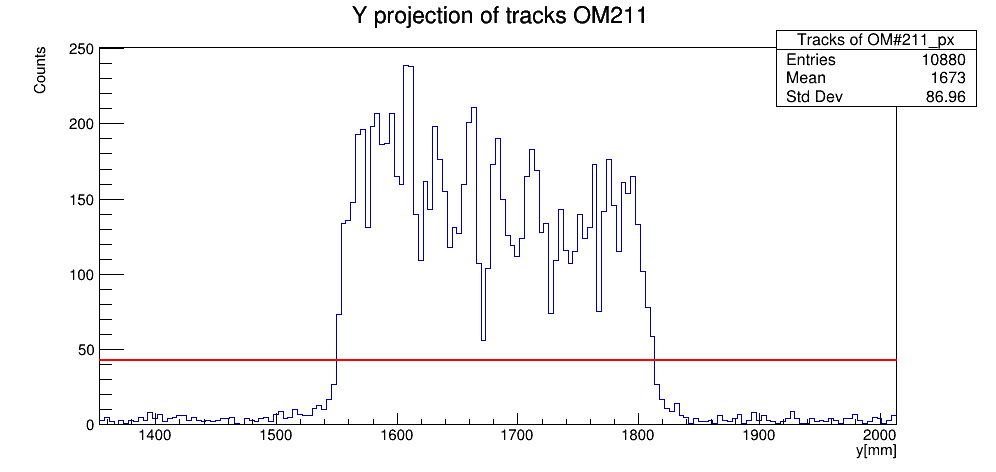 Y projection of tracks OM211
Tracks of OM#211_px
Entries 10880
Mean 1673
Std Dev 86.96
Counts
250
200
150
100
50
0
1400 1500 1600 1700 1800 1900 2000
y[mm]